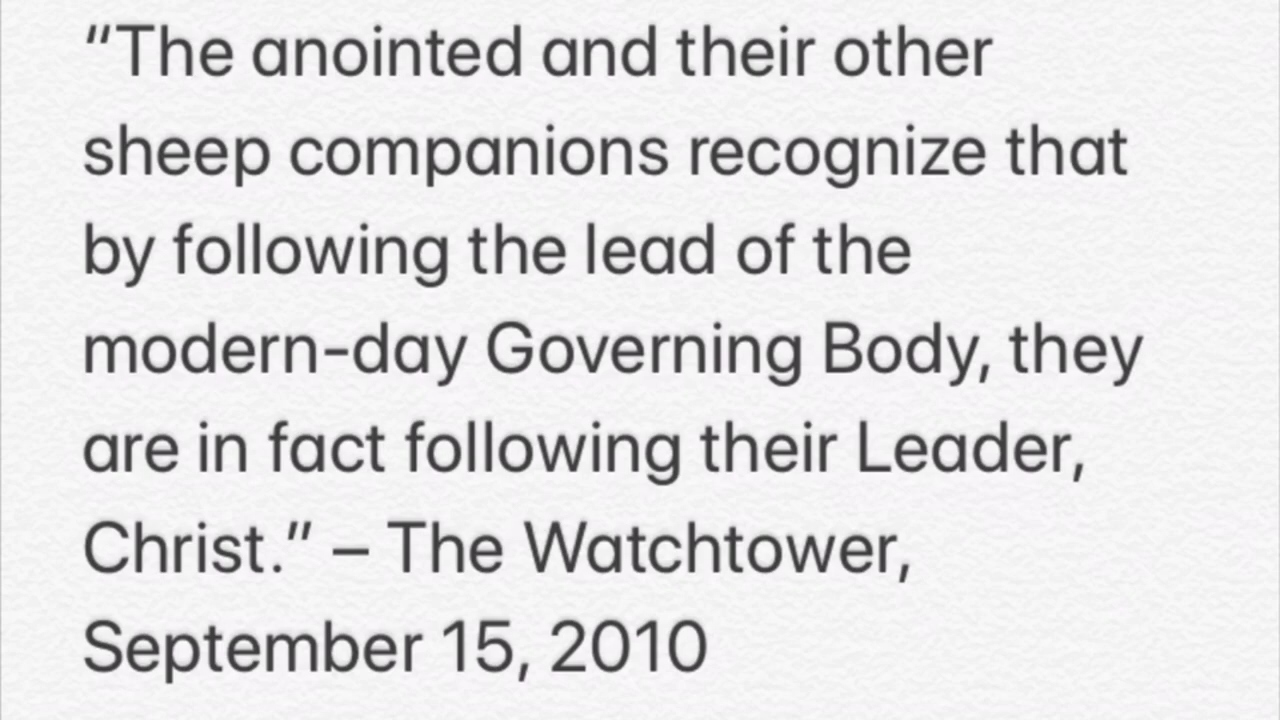 “The anointed and their other
sheep companions recognize that
by following the lead of the
modern-day Governing Body, they
are in fact following their Leader,
Christ.” – The Watchtower,
September 15, 2010